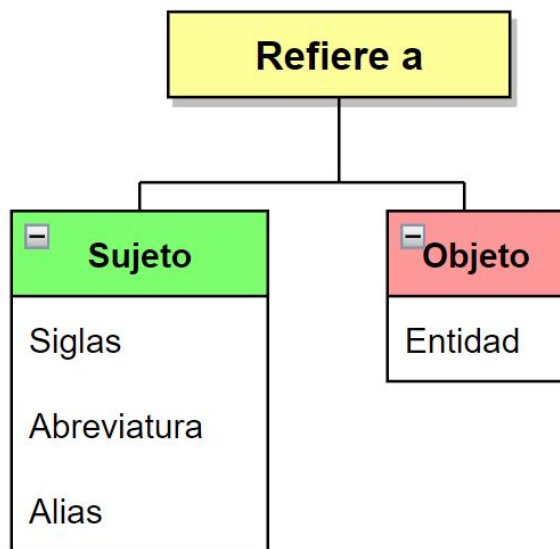 Refiere a
Sujeto
Siglas
Abreviatura
Alias
Objeto
Entidad